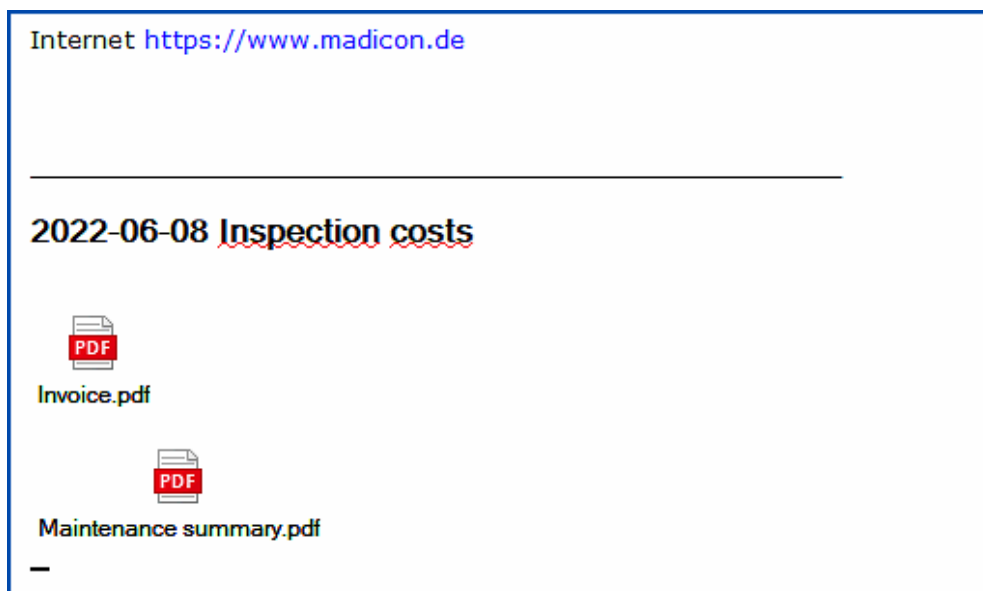 Internet https://www.madicon.de
2022-06-08 Inspection costs
PDF
Invoice.pdf
PDF
Maintenance summary.pdf